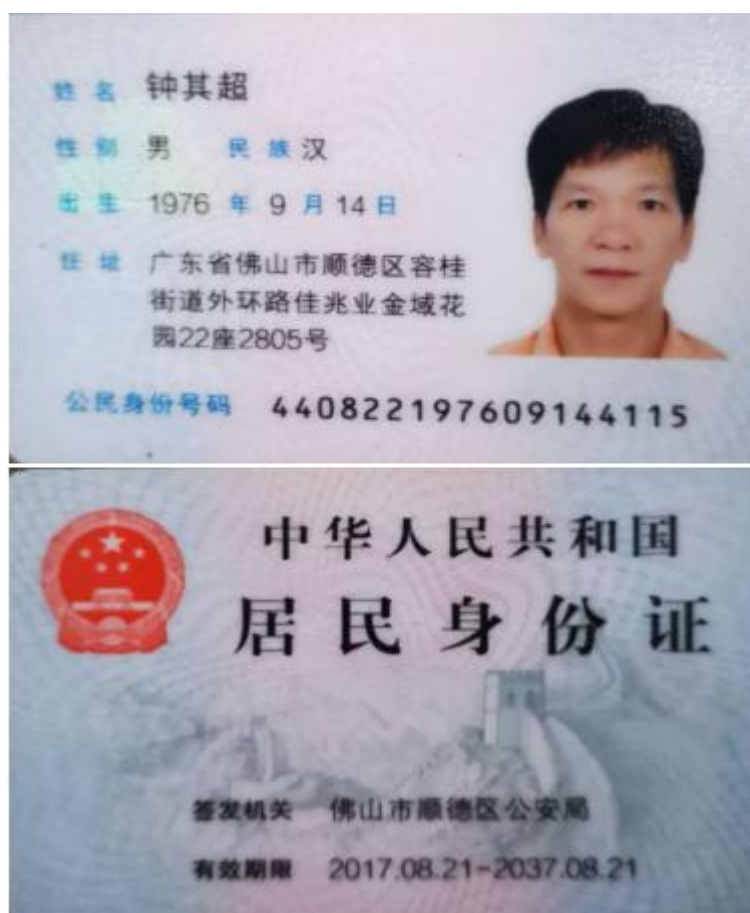 姓名 钟其超
性别 男 民族 汉
出生 1976 年 9 月 14 日
住址 广东省佛山市顺德区容桂
街道外环路佳兆业金域花
园22座2805号
公民身份号码 440822197609144115
中华人民共和国
居民身份证
签发机关 佛山市顺德区公安局
有效期限 2017.08.21-2037.08.21